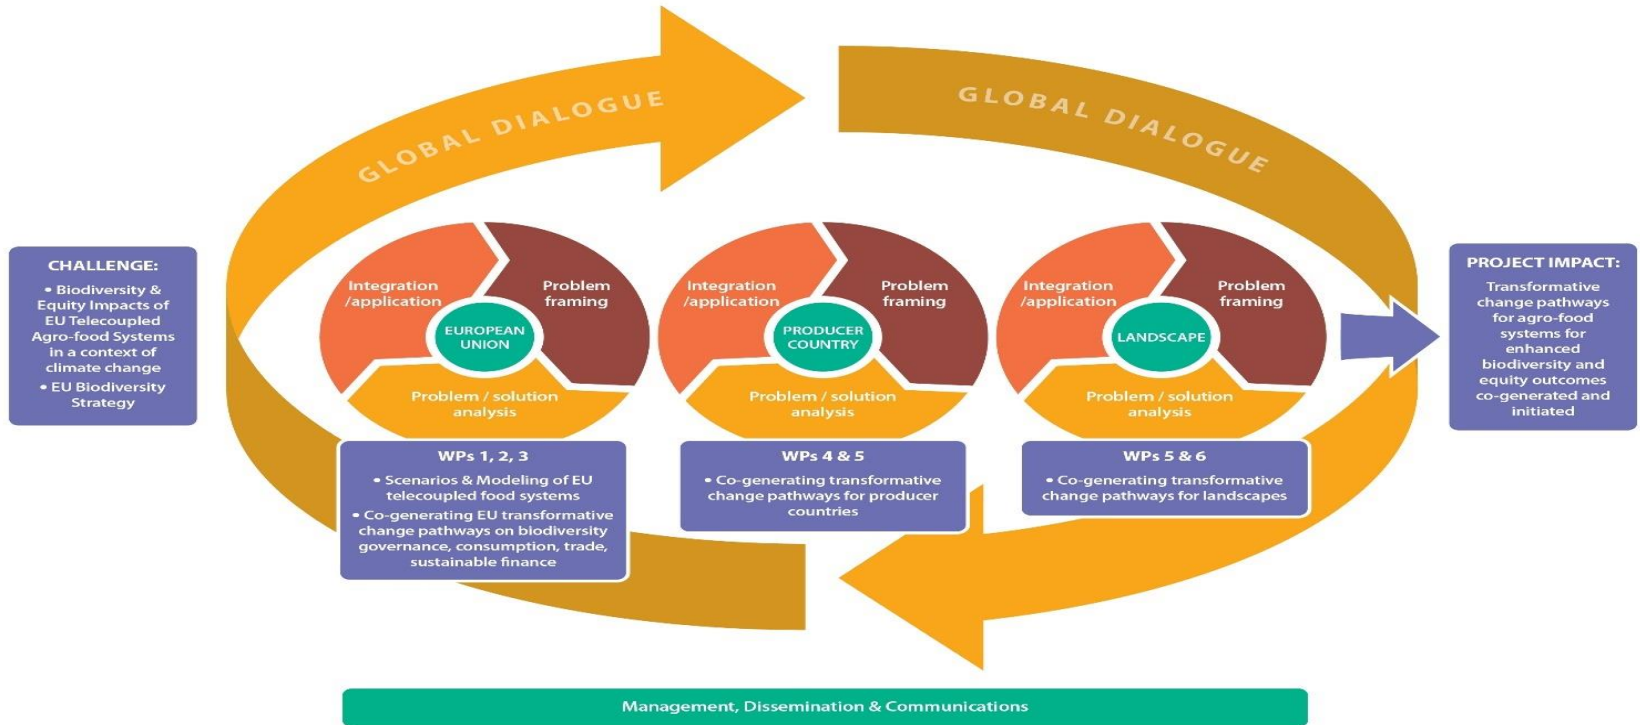 GLOBAL DIALOGUE
GLOBAL DIALOGUE
CHALLENGE:
• Biodiversity &
Equity Impacts of
EU Telecoupled
Agro-food Systems
in a context of
climate change
• EU Biodiversity
Strategy
Integration
/application
Problem
framing
EUROPEAN
UNION
Problem / solution
analysis
Integration
/application
Problem
framing
PRODUCER
COUNTRY
Problem / solution
analysis
Integration
/application
Problem
framing
LANDSCAPE
Problem / solution
analysis
PROJECT IMPACT:
Transformative
change pathways
for agro-food
systems for
enhanced
biodiversity and
equity outcomes
co-generated and
initiated
WPs 1, 2, 3
• Scenarios & Modeling of EU
telecoupled food systems
• Co-generating EU transformative
change pathways on biodiversity
governance, consumption, trade,
sustainable finance
WPs 4 & 5
• Co-generating transformative
change pathways for producer
countries
WPs 5 & 6
• Co-generating transformative
change pathways for landscapes
Management, Dissemination & Communications